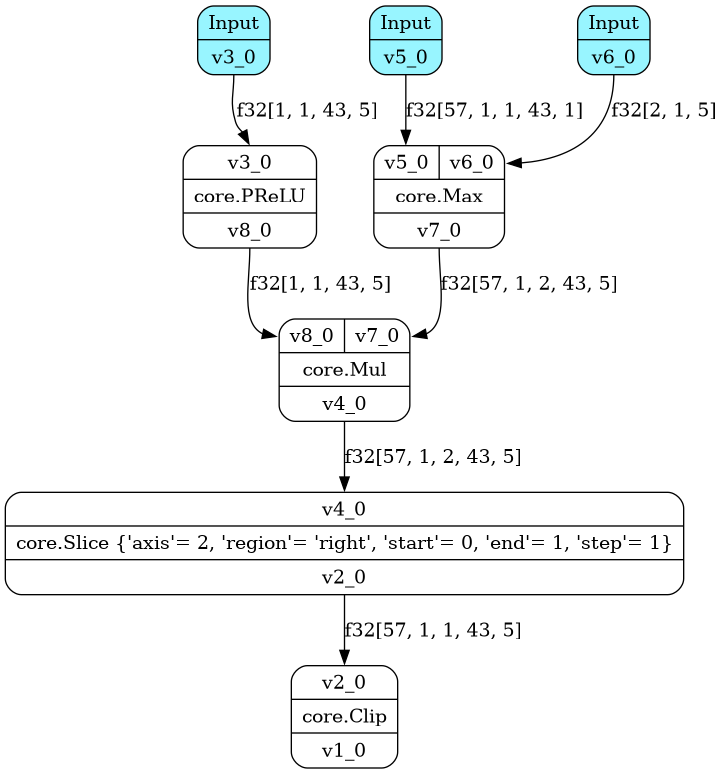 Input Input Input
v3_0 v5_0 v6_0
f32[1, 1, 43, 5] f32[57, 1, 1, 43, 1] f32[2, 1, 5]
v3_0 v5_0 v6_0
core.PReLU core.Max
v8_0 v7_0
f32[1, 1, 43, 5] f32[57, 1, 2, 43, 5]
v8_0 v7_0
core.Mul
v4_0
f32[57, 1, 2, 43, 5]
v4_0
core.Slice {'axis'= 2, 'region'= 'right', 'start'= 0, 'end'= 1, 'step'= 1}
v2_0
f32[57, 1, 1, 43, 5]
v2_0
core.Clip
v1_0